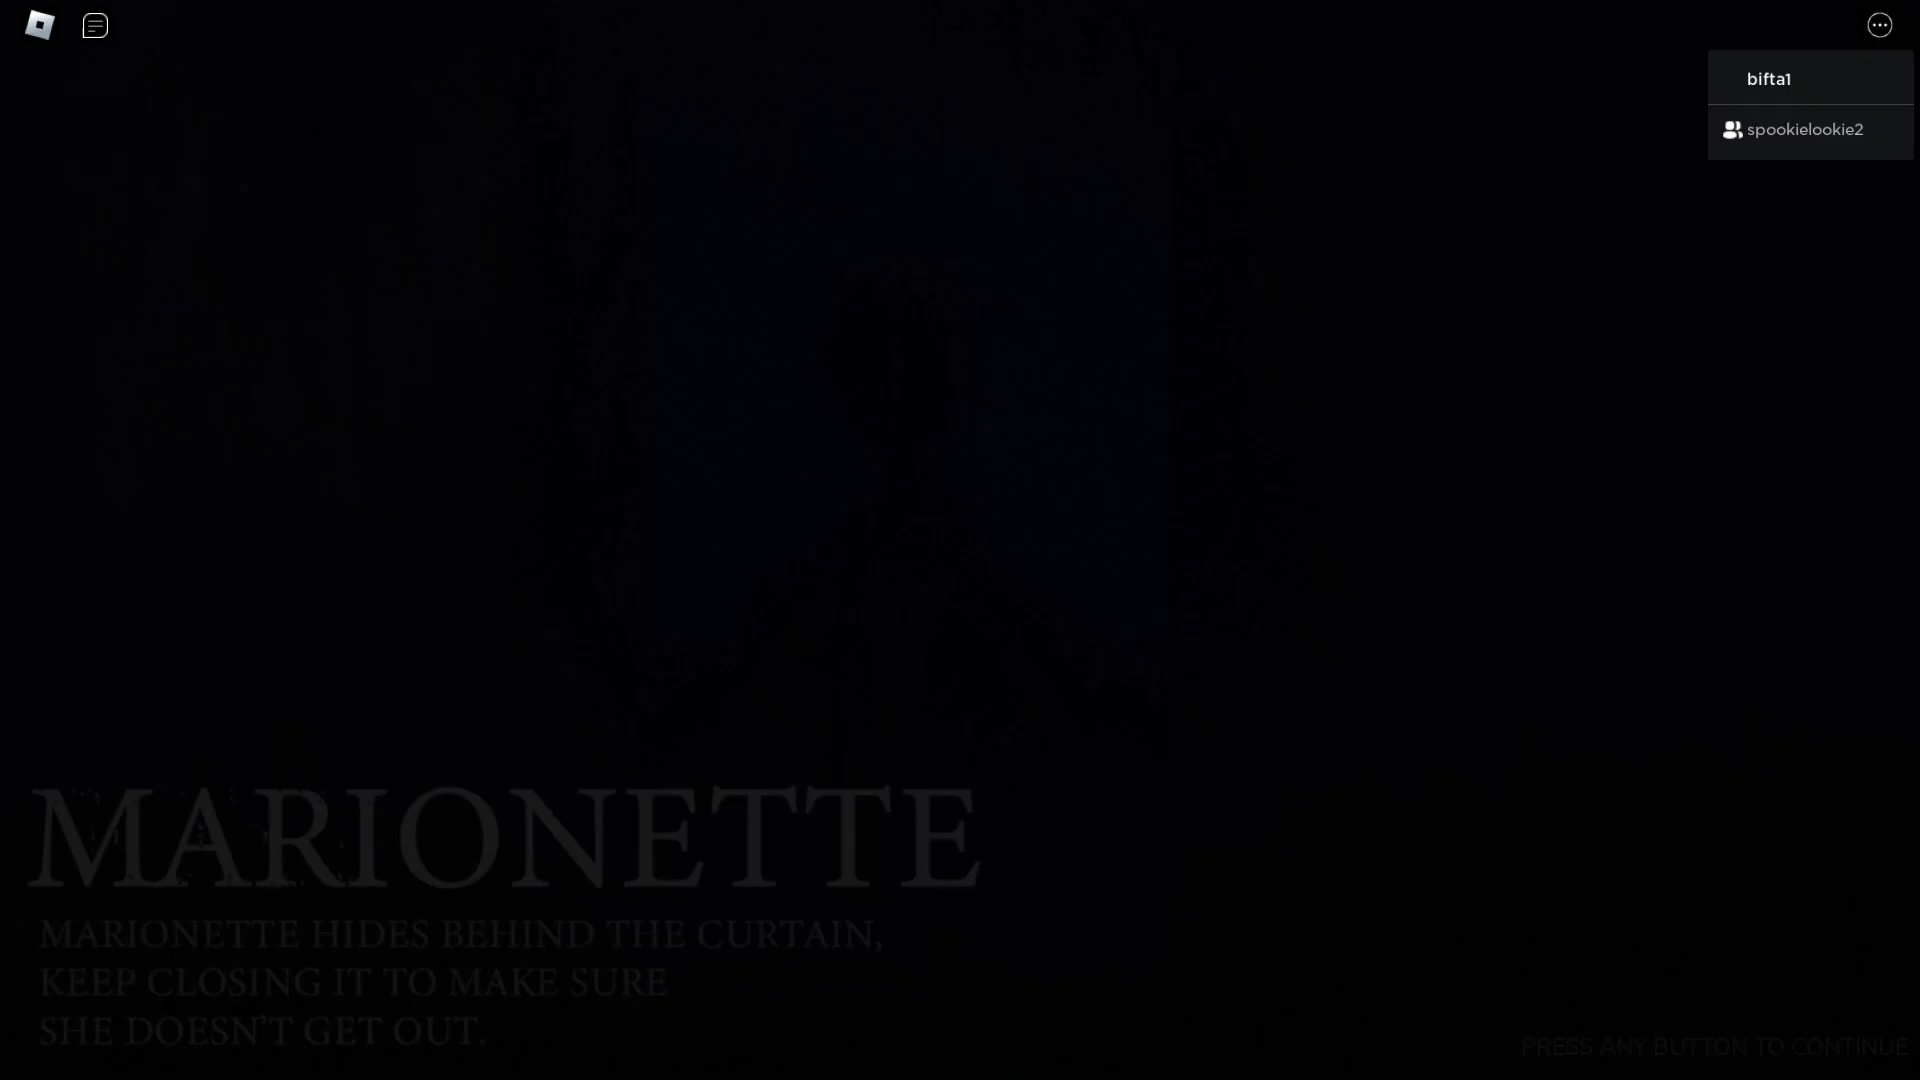 bifta1
spookielookie2
MARIONETTE
MARIONETTE HIDES BEHIND THE CURTAIN,
KEEP CLOSING IT TO MAKE SURE
SHE DOESN'T GET OUT.
PRESS ANY BUTTON TO CONTINUE